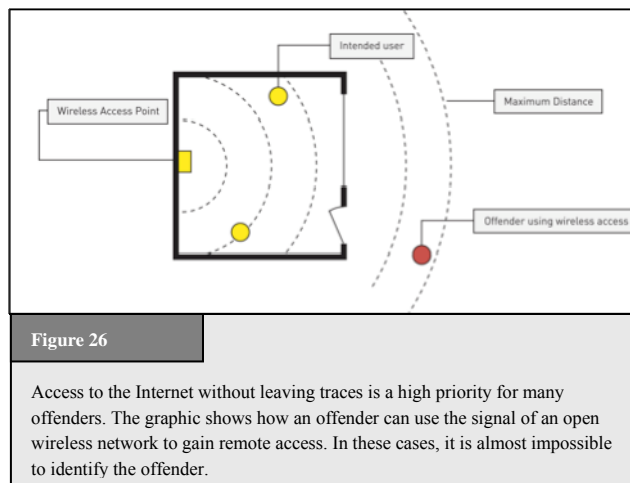 Intended user
Wireless Access Point
Maximum Distance
Offender using wireless access
Figure 26
Access to the Internet without leaving traces is a high priority for many
offenders. The graphic shows how an offender can use the signal of an open
wireless network to gain remote access. In these cases, it is almost impossible
to identify the offender.